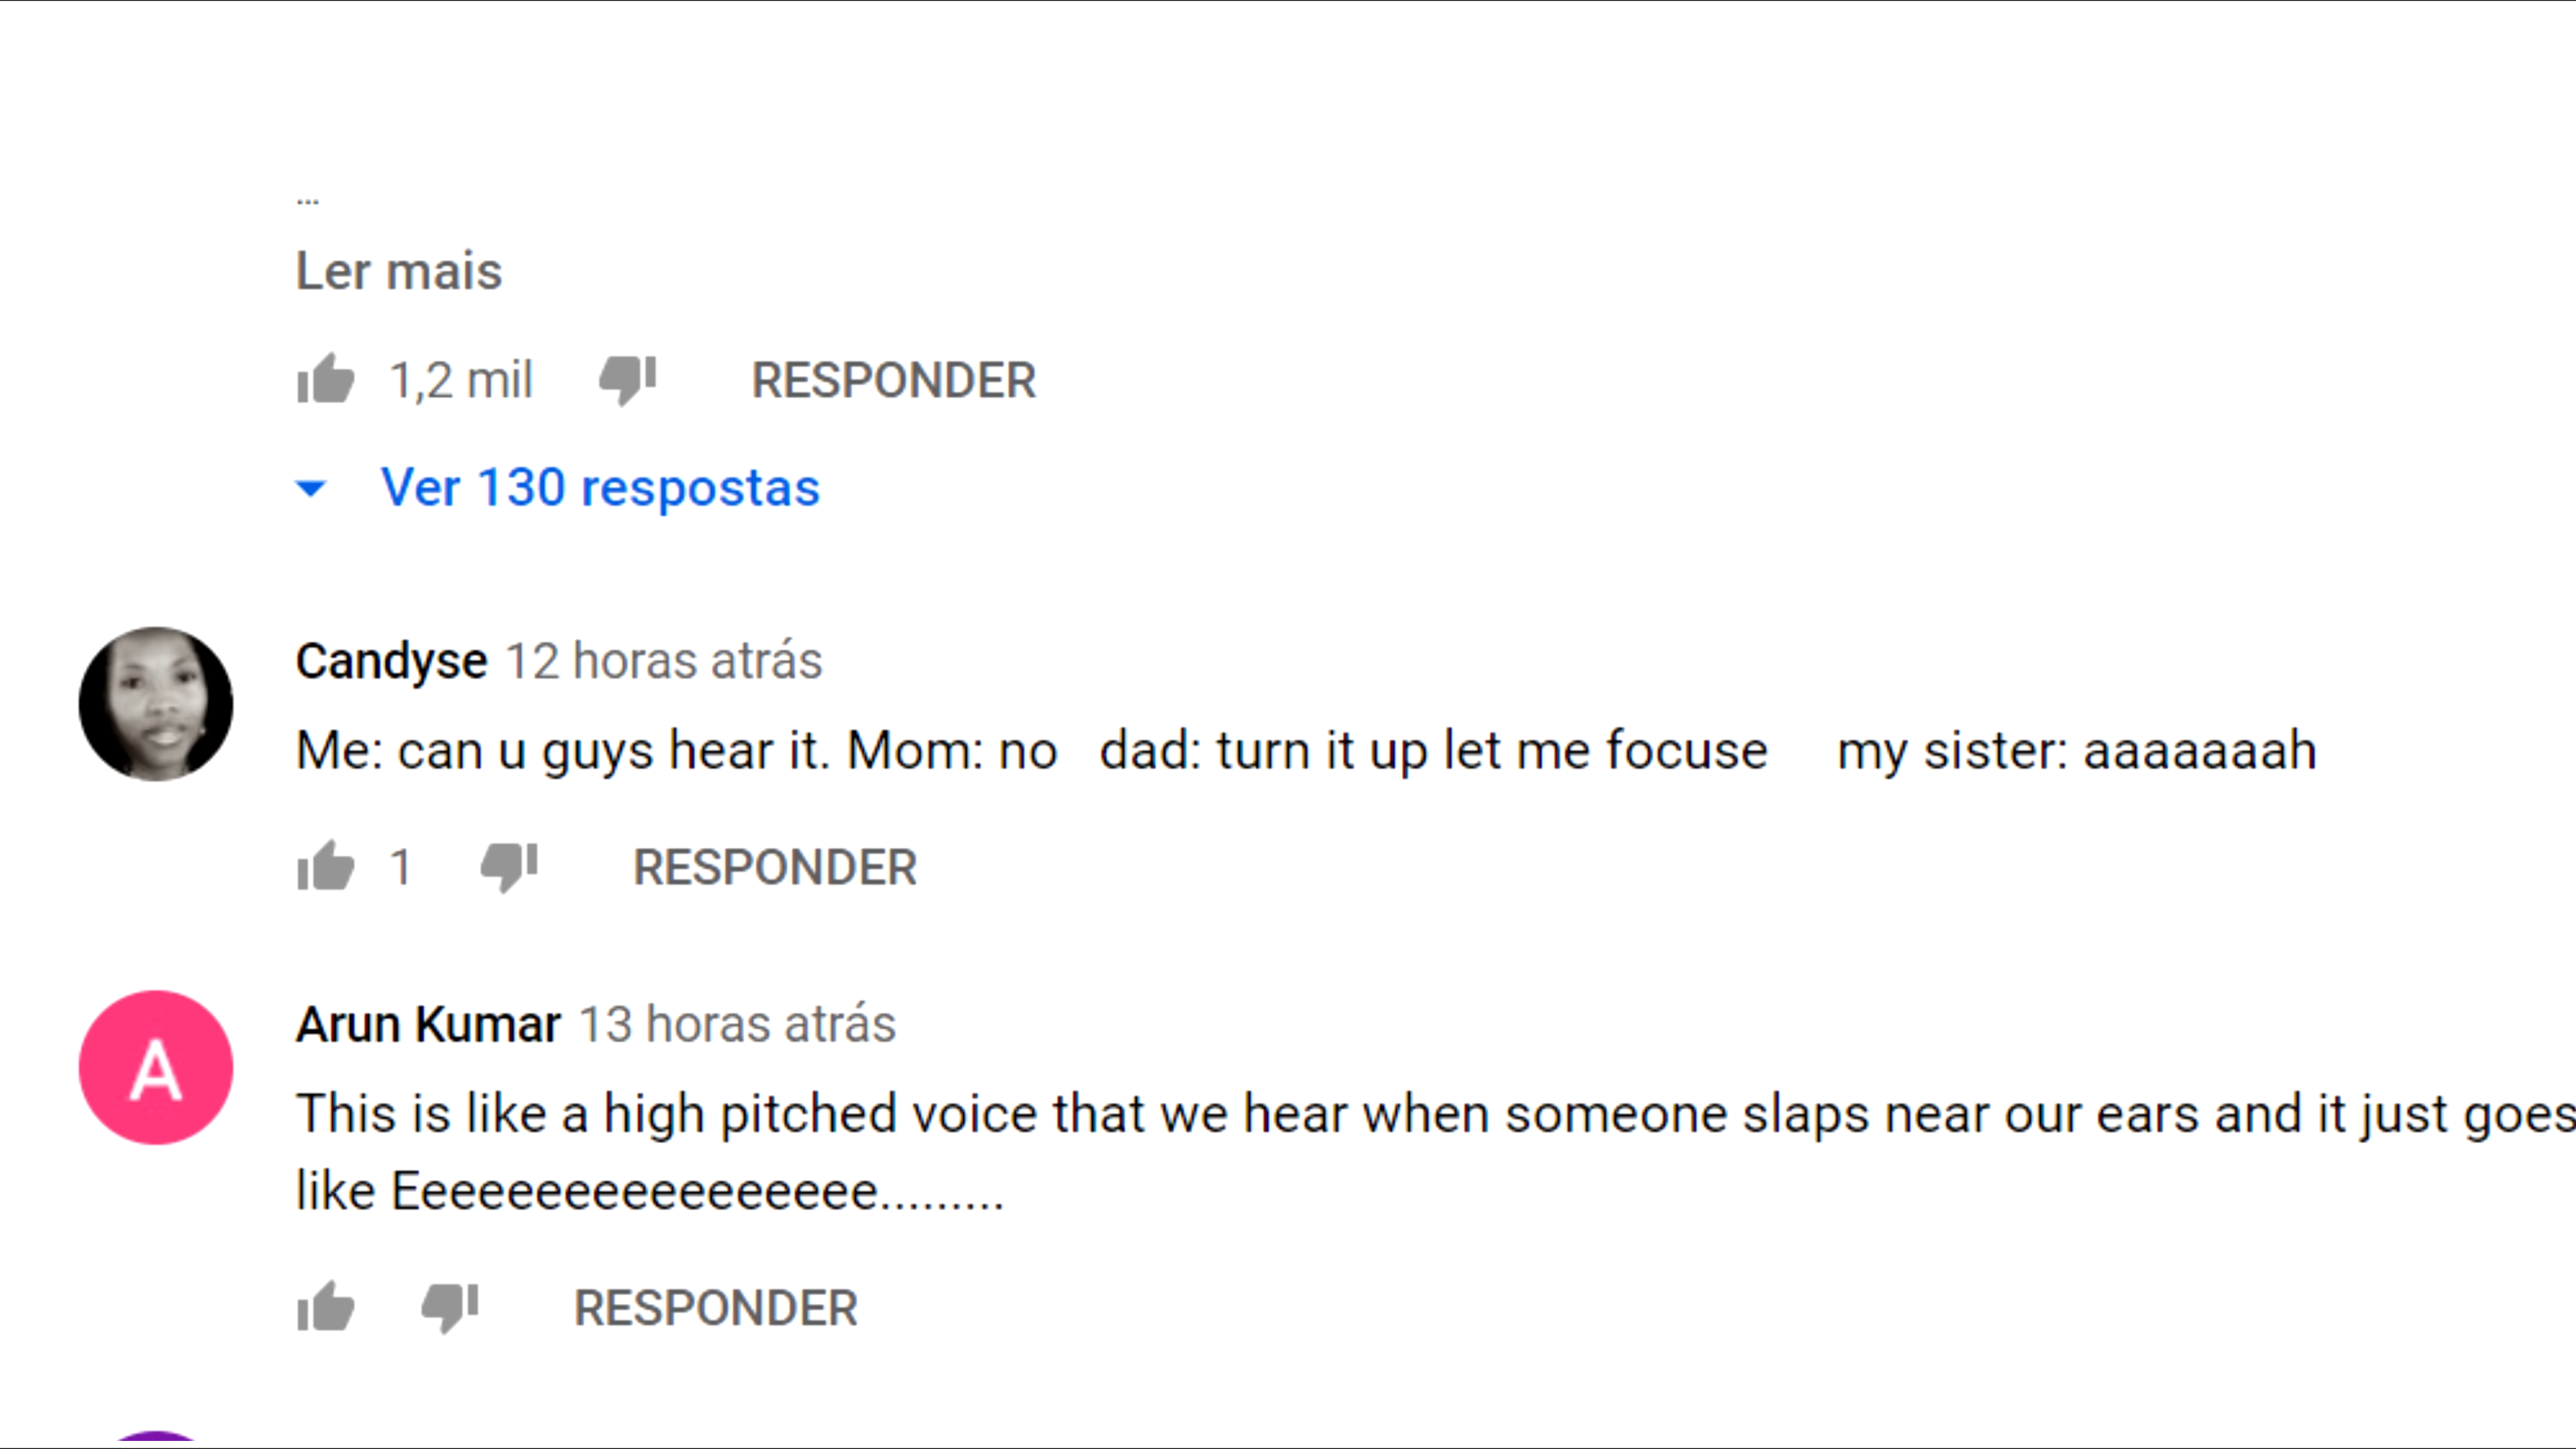 ...
Ler mais
1,2 mil RESPONDER
Ver 130 respostas
Candyse 12 horas atrás
Me: can u guys hear it. Mom: no   dad: turn it up let me focuse     my sister: aaaaaaah
1 RESPONDER
A
Arun Kumar 13 horas atrás
This is like a high pitched voice that we hear when someone slaps near our ears and it just goes
like Eeeeeeeeeeeeeeeee.........
RESPONDER